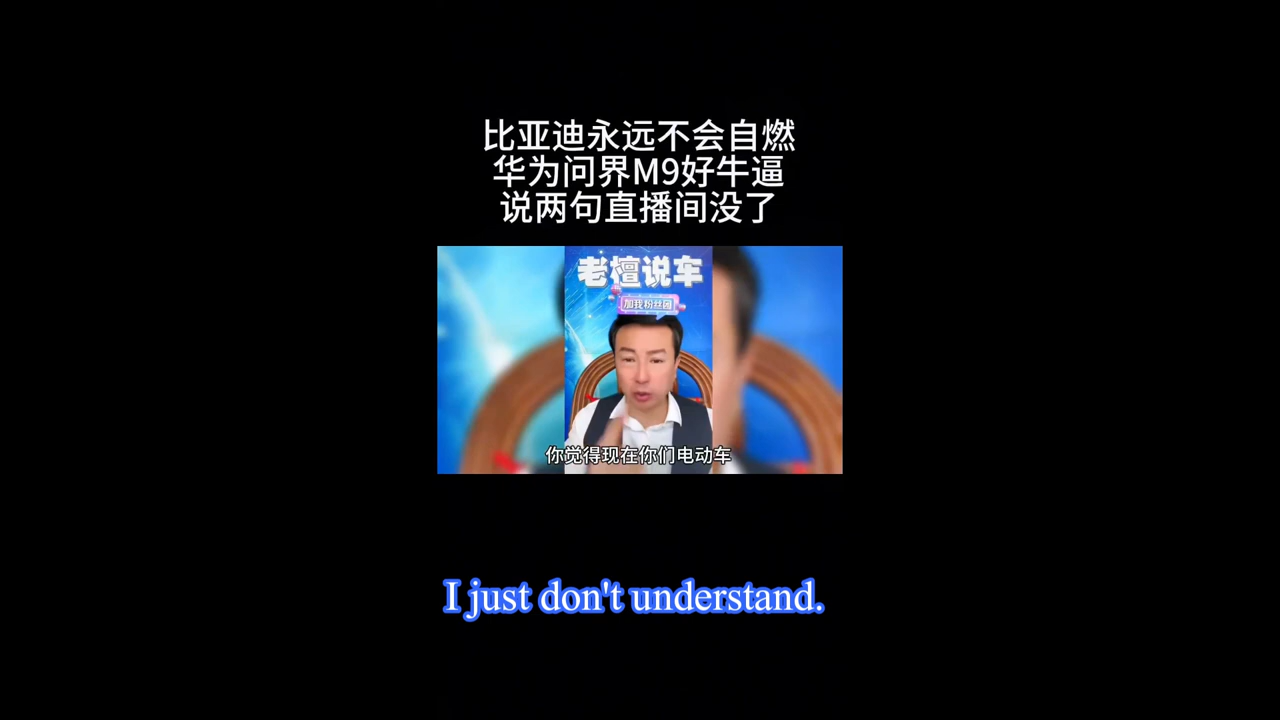 比亚迪永远不会自燃
华为问界M9好牛逼
说两句直播间没了
老檀说车
加我粉丝团
你觉得现在你们电动车
I just don't understand.